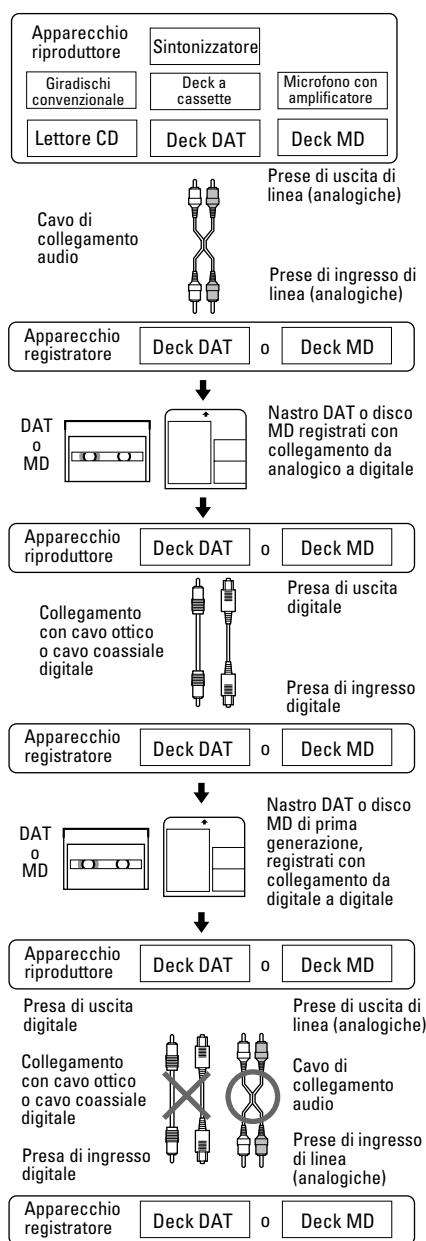 Apparecchio
riproduttore
Sintonizzatore
Giradischi
convenzionale
Deck a
cassette
Microfono con
amplificatore
Lettore CD
Deck DAT
Deck MD
Prese di uscita di
linea (analogiche)
Cavo di
collegamento
audio
Prese di ingresso di
linea (analogiche)
Apparecchio
registratore
Deck DAT
o
Deck MD
DAT
o
MD
Nastro DAT o disco
MD registrati con
collegamento da
analogico a digitale
Apparecchio
riproduttore
Deck DAT
o
Deck MD
Presa di uscita
digitale
Collegamento
con cavo ottico
o cavo coassiale
digitale
Presa di ingresso
digitale
Apparecchio
registratore
Deck DAT
o
Deck MD
DAT
o
MD
Nastro DAT o disco
MD di prima
generazione,
registrati con
collegamento da
digitale a digitale
Apparecchio
riproduttore
Deck DAT
o
Deck MD
Presa di uscita
digitale
Prese di uscita di
linea (analogiche)
Collegamento
con cavo ottico
o cavo coassiale
digitale
Cavo di
collegamento
audio
Presa di ingresso
digitale
Prese di ingresso
di linea
(analogiche)
Apparecchio
registratore
Deck DAT
o
Deck MD